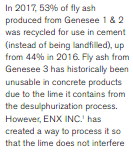 In 2017, 53% of fly ash
produced from Genesee 1 & 2
was recycled for use in cement
(instead of being landfilled), up
from 44% in 2016. Fly ash from
Genesee 3 has historically been
unusable in concrete products
due to the lime it contains from
the desulphurization process.
However, ENX INC.¹ has
created a way to process it so
that the lime does not interfere